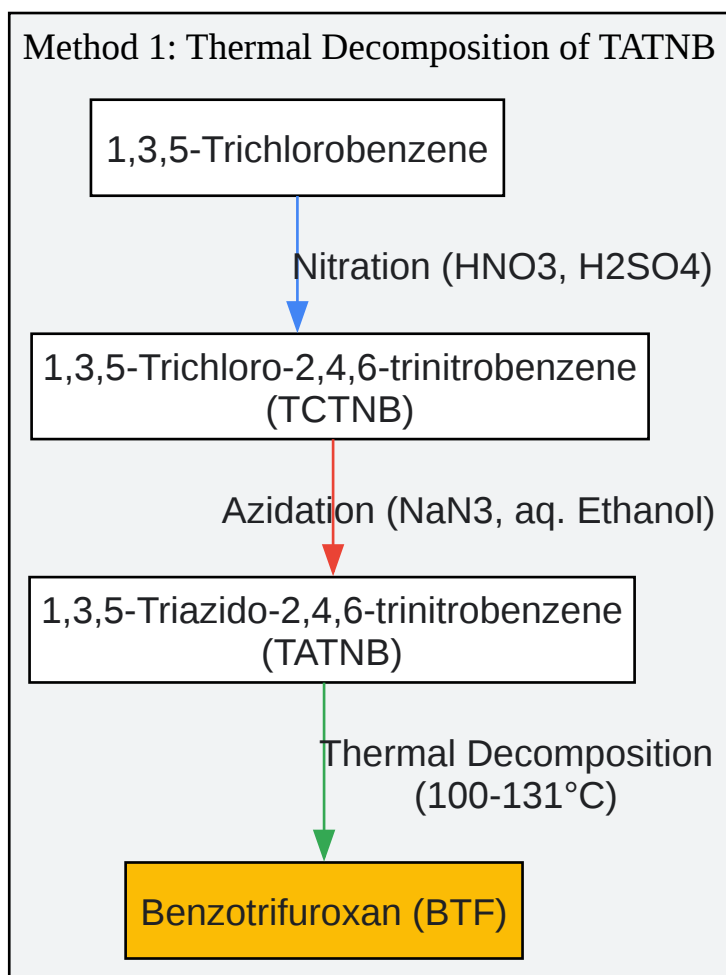 Method 1: Thermal Decomposition of TATNB
1,3,5-Trichlorobenzene
Nitration (HNO3, H2SO4)
1,3,5-Trichloro-2,4,6-trinitrobenzene
(TCTNB)
Azidation (NaN3, aq. Ethanol)
1,3,5-Triazido-2,4,6-trinitrobenzene
(TATNB)
Thermal Decomposition
(100-131°C)
Benzotrifuroxan (BTF)